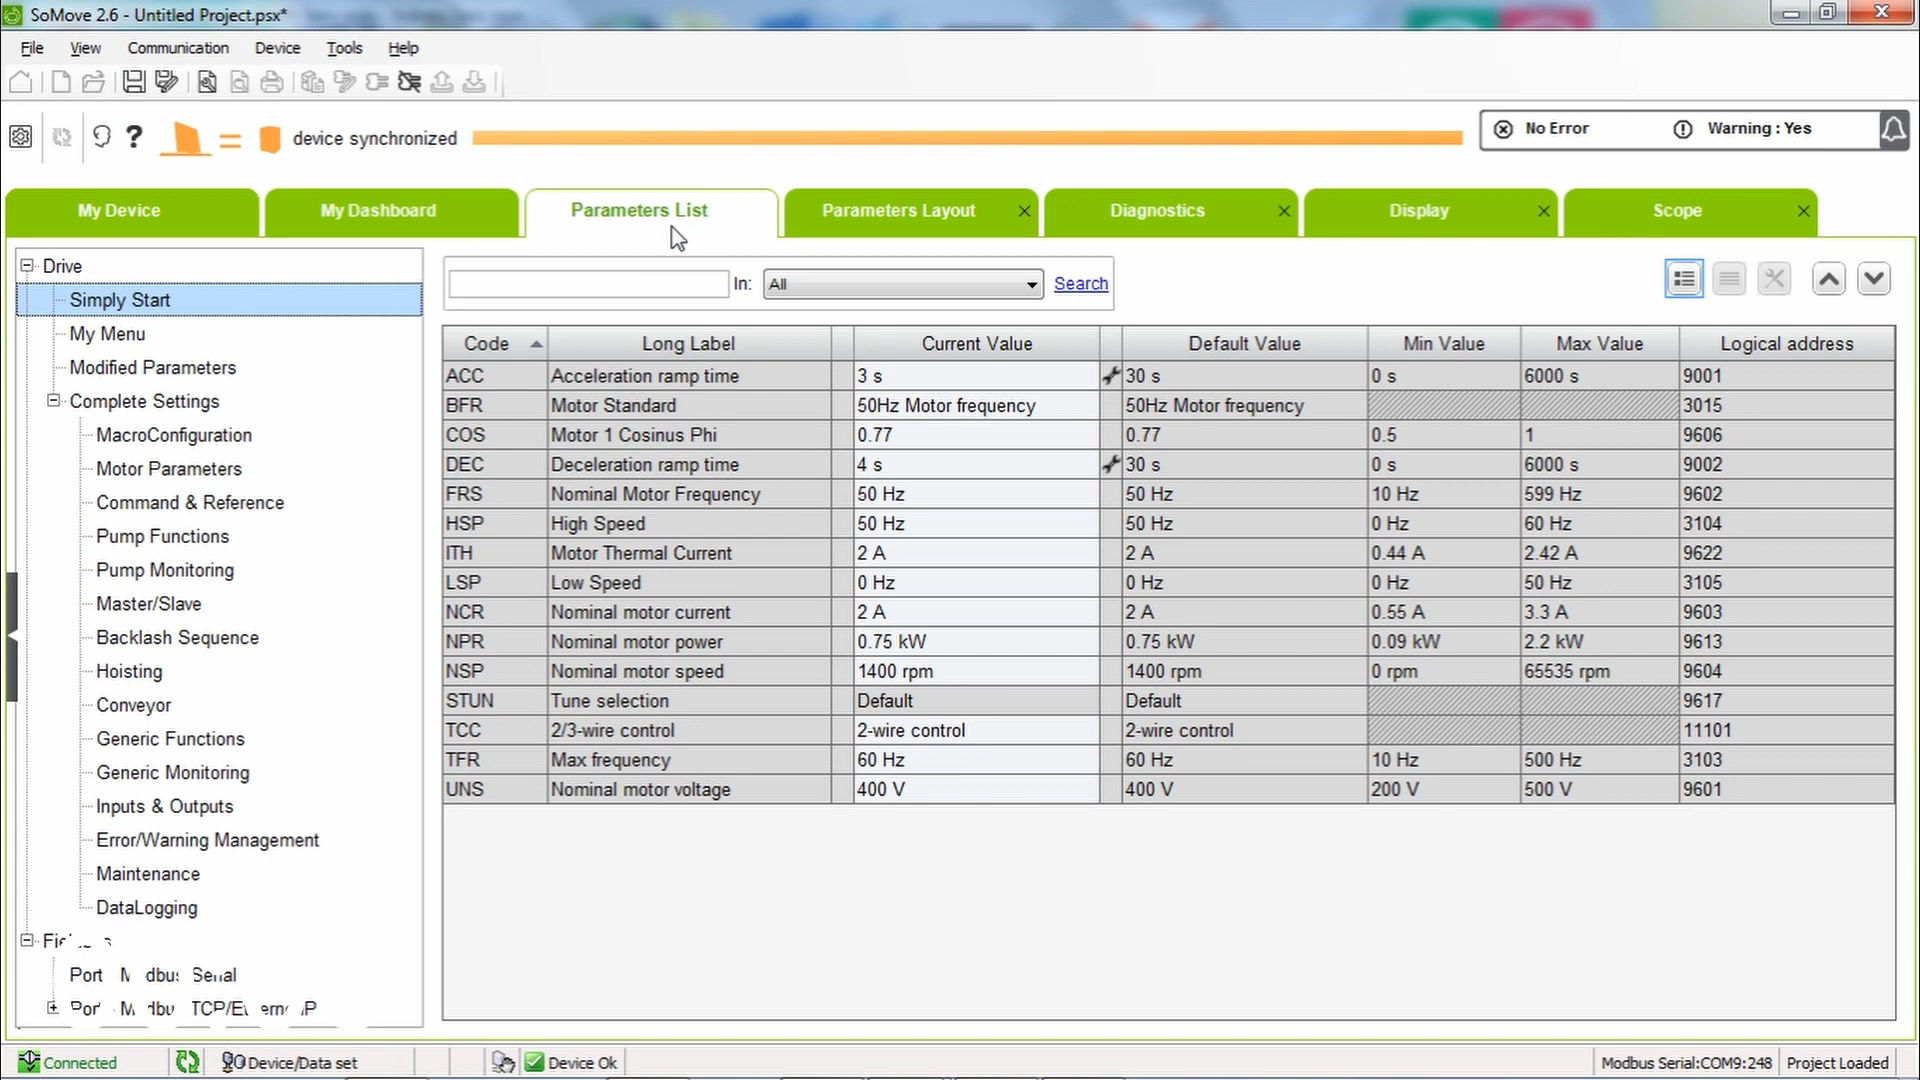 SoMove 2.6 - Untitled Project.psx*
File View Communication Device Tools Help
? = device synchronized No Error Warning : Yes
My Device My Dashboard Parameters List Parameters Layout Diagnostics Display Scope
Drive
Simply Start
My Menu
Modified Parameters
Complete Settings
MacroConfiguration
Motor Parameters
Command & Reference
Pump Functions
Pump Monitoring
Master/Slave
Backlash Sequence
Hoisting
Conveyor
Generic Functions
Generic Monitoring
Inputs & Outputs
Error/Warning Management
Maintenance
DataLogging
Port Serial
TCP/
In: All Search
Code Long Label Current Value Default Value Min Value Max Value Logical address
ACC Acceleration ramp time 3 s 30 s 0 s 6000 s 9001
BFR Motor Standard 50Hz Motor frequency 50Hz Motor frequency 3015
COS Motor 1 Cosinus Phi 0.77 0.77 0.5 1 9606
DEC Deceleration ramp time 4 s 30 s 0 s 6000 s 9002
FRS Nominal Motor Frequency 50 Hz 50 Hz 10 Hz 599 Hz 9602
HSP High Speed 50 Hz 50 Hz 0 Hz 60 Hz 3104
ITH Motor Thermal Current 2 A 2 A 0.44 A 2.42 A 9622
LSP Low Speed 0 Hz 0 Hz 0 Hz 50 Hz 3105
NCR Nominal motor current 2 A 2 A 0.55 A 3.3 A 9603
NPR Nominal motor power 0.75 kW 0.75 kW 0.09 kW 2.2 kW 9613
NSP Nominal motor speed 1400 rpm 1400 rpm 0 rpm 65535 rpm 9604
STUN Tune selection Default Default 9617
TCC 2/3-wire control 2-wire control 2-wire control 11101
TFR Max frequency 60 Hz 60 Hz 10 Hz 500 Hz 3103
UNS Nominal motor voltage 400 V 400 V 200 V 500 V 9601
Connected Device/Data set Device Ok Modbus Serial:COM9:248 Project Loaded